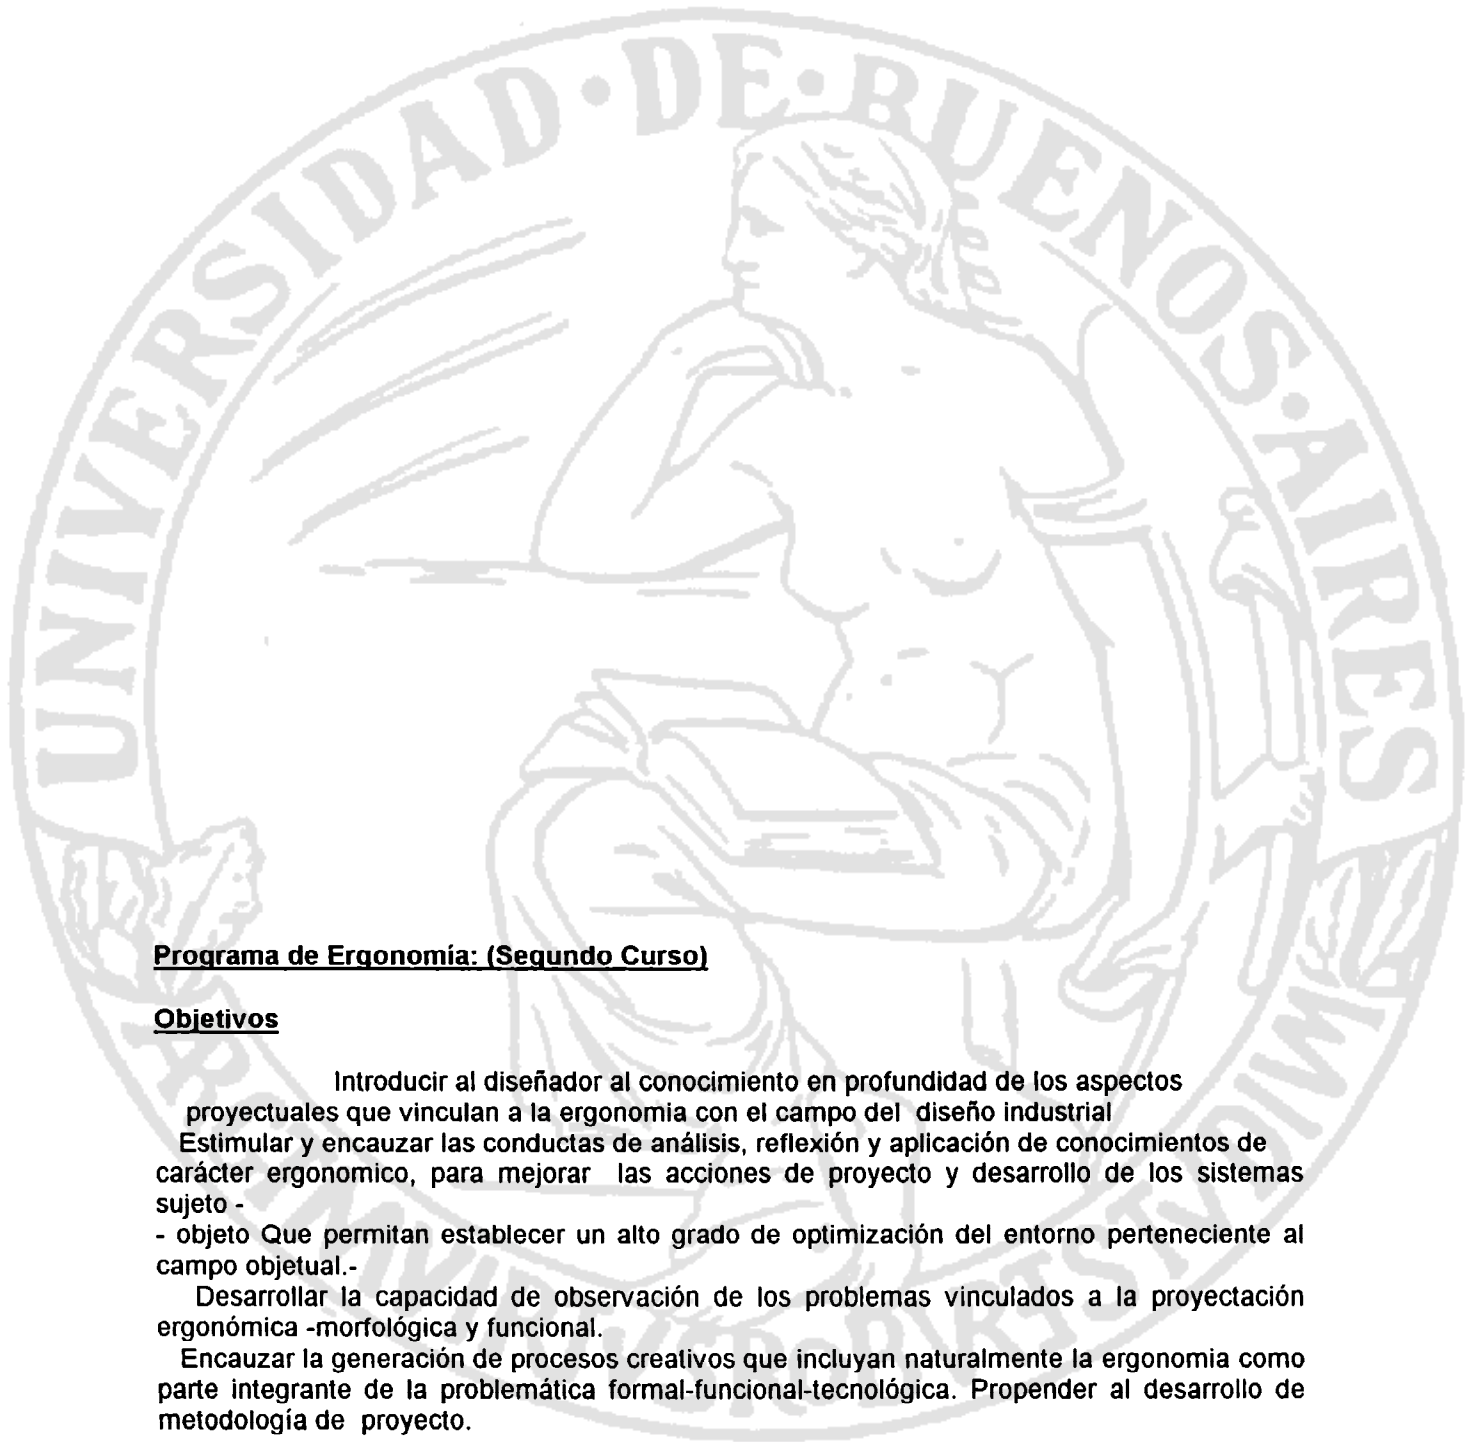 UNIVERSIDAD·DE·BUENOS·AIRES
Programa de Ergonomía: (Segundo Curso)
Objetivos
Introducir al diseñador al conocimiento en profundidad de los aspectos
proyectuales que vinculan a la ergonomia con el campo del diseño industrial
Estimular y encauzar las conductas de análisis, reflexión y aplicación de conocimientos de
carácter ergonomico, para mejorar las acciones de proyecto y desarrollo de los sistemas
sujeto -
- objeto Que permitan establecer un alto grado de optimización del entorno perteneciente al
campo objetual.-
Desarrollar la capacidad de observación de los problemas vinculados a la proyectación
ergonómica -morfológica y funcional.
Encauzar la generación de procesos creativos que incluyan naturalmente la ergonomia como
parte integrante de la problemática formal-funcional-tecnológica. Propender al desarrollo de
metodología de proyecto.